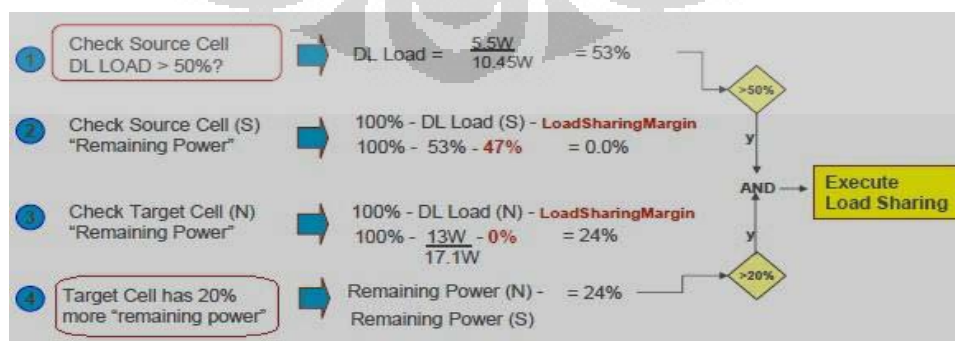 1
Check Source Cell
DL LOAD > 50%?
DL Load =
5.5W
10.45W
= 53%
>50%
2
Check Source Cell (S)
"Remaining Power"
100% - DL Load (S) - LoadSharingMargin
100% - 53% - 47% = 0.0%
y
AND
Execute
Load Sharing
3
Check Target Cell (N)
"Remaining Power"
100% - DL Load (N) - LoadSharingMargin
100% - 13W - 0% = 24%
17.1W
y
>20%
4
Target Cell has 20%
more "remaining power"
Remaining Power (N) - = 24%
Remaining Power (S)